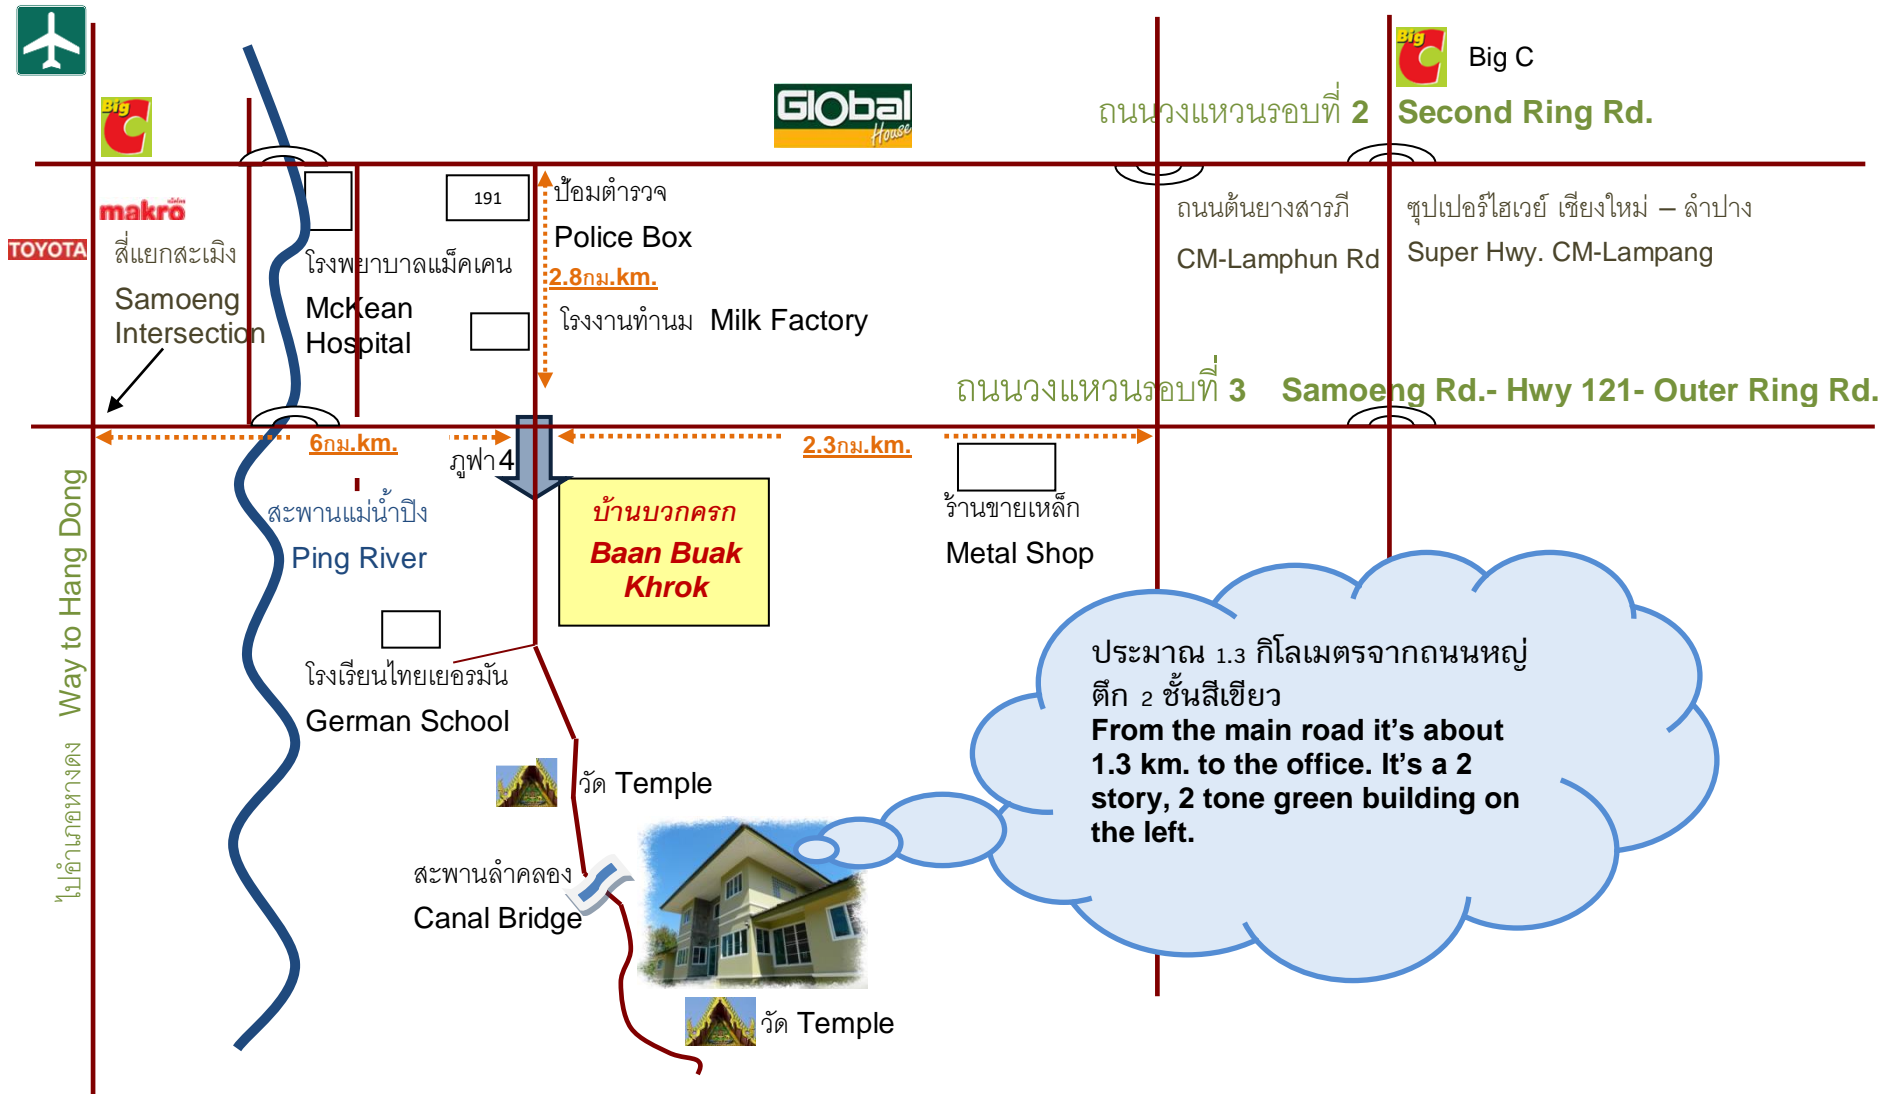 Big C
Big C
Big C
Global
House
ถนนวงแหวนรอบที่ 2 Second Ring Rd.
makro
TOYOTA
สี่แยกสะเมิง
Samoeng
Intersection
191
ป้อมตำรวจ
Police Box
2.8กม.km.
โรงพยาบาลแม็คเคน
McKean
Hospital
โรงงานทำนม Milk Factory
ถนนต้นยางสารภี
CM-Lamphun Rd
ซุปเปอร์ไฮเวย์ เชียงใหม่ – ลำปาง
Super Hwy. CM-Lampang
ถนนวงแหวนรอบที่ 3 Samoeng Rd.- Hwy 121- Outer Ring Rd.
6กม.km.
ภูฟา 4
2.3กม.km.
สะพานแม่น้ำปิง
Ping River
บ้านบวกครก
Baan Buak
Khrok
ร้านขายเหล็ก
Metal Shop
ไปอำเภอหางดง Way to Hang Dong
โรงเรียนไทยเยอรมัน
German School
วัด Temple
สะพานลำคลอง
Canal Bridge
วัด Temple
ประมาณ 1.3 กิโลเมตรจากถนนหญ่
ตึก 2 ชั้นสีเขียว
From the main road it's about
1.3 km. to the office. It's a 2
story, 2 tone green building on
the left.